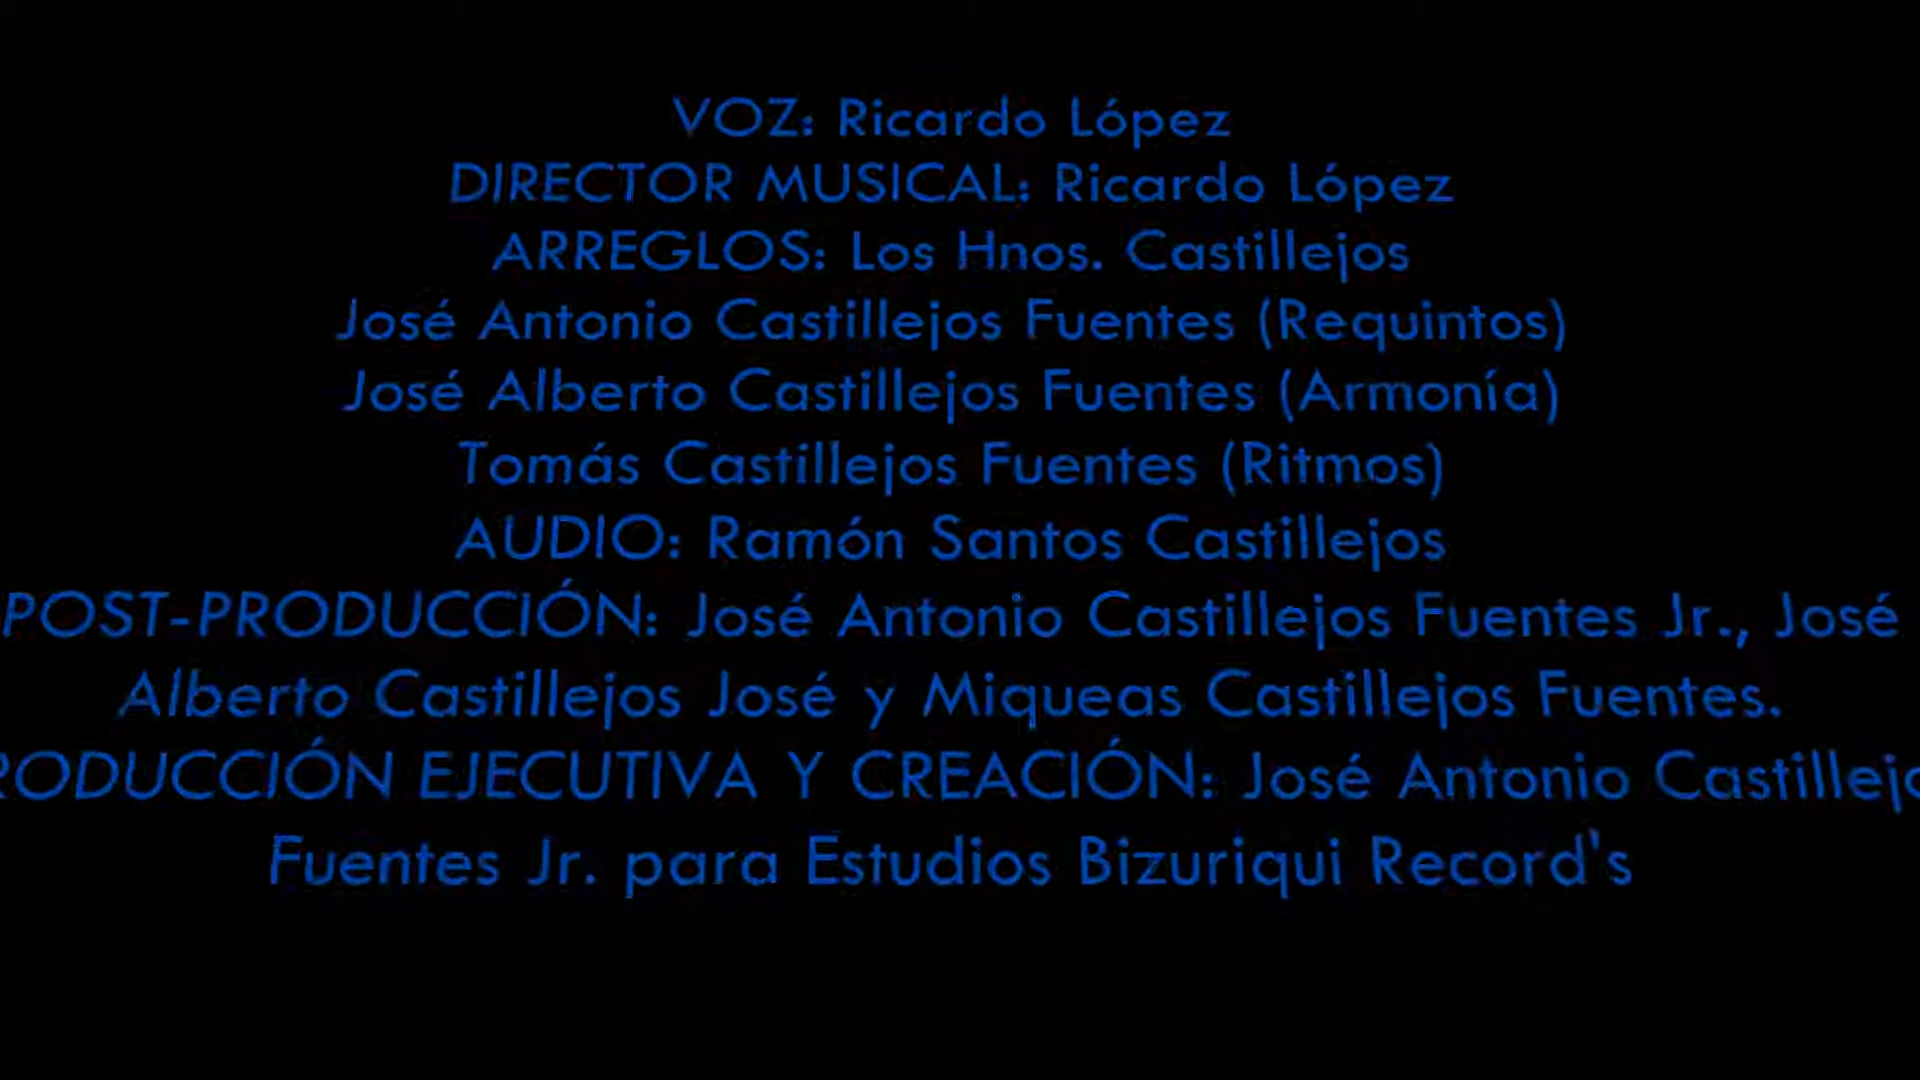 VOZ: Ricardo López
DIRECTOR MUSICAL: Ricardo López
ARREGLOS: Los Hnos. Castillejos
José Antonio Castillejos Fuentes (Requintos)
José Alberto Castillejos Fuentes (Armonía)
Tomás Castillejos Fuentes (Ritmos)
AUDIO: Ramón Santos Castillejos
POST-PRODUCCIÓN: José Antonio Castillejos Fuentes Jr., José
Alberto Castillejos José y Miqueas Castillejos Fuentes.
RODUCCIÓN EJECUTIVA Y CREACIÓN: José Antonio Castillejo
Fuentes Jr. para Estudios Bizuriqui Record's